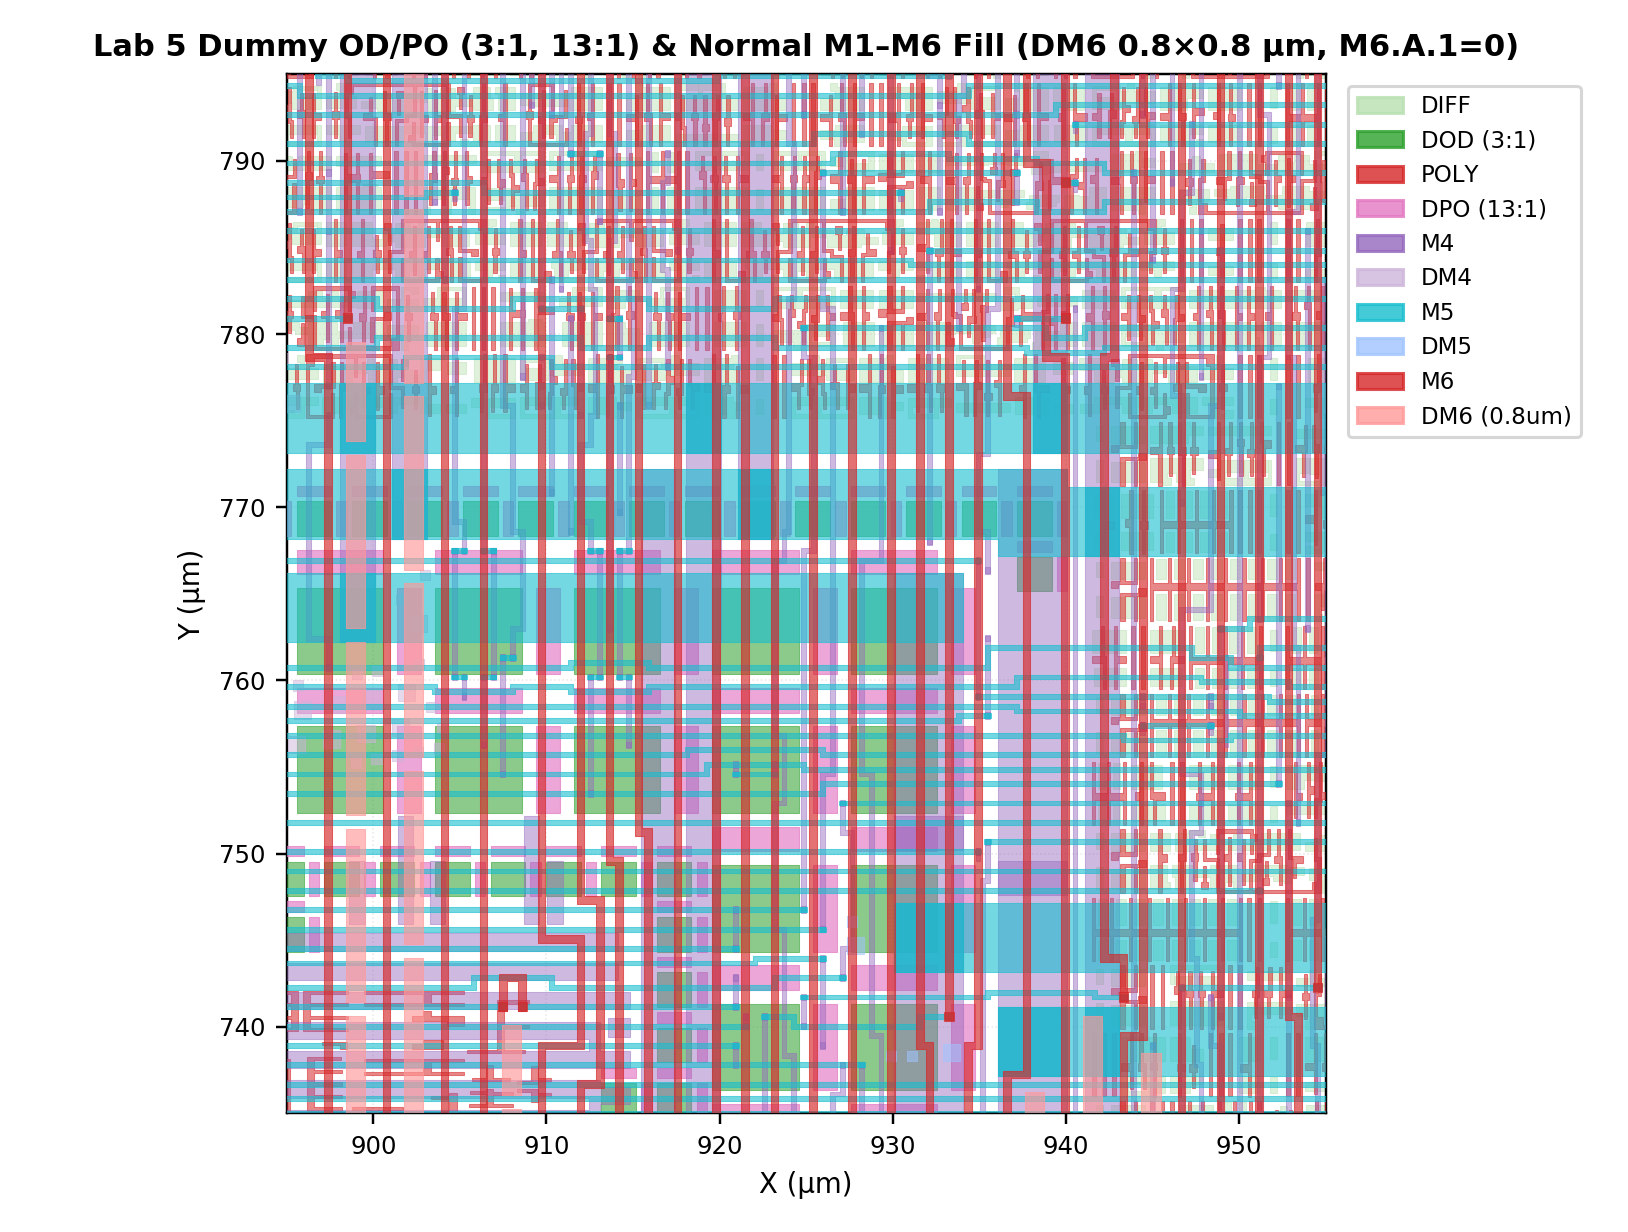 Lab 5 Dummy OD/PO (3:1, 13:1) & Normal M1–M6 Fill (DM6 0.8×0.8 μm, M6.A.1=0)
DIFF
DOD (3:1)
POLY
DPO (13:1)
M4
DM4
M5
DM5
M6
DM6 (0.8um)
790
780
770
760
750
740
Y (μm)
900 910 920 930 940 950
X (μm)